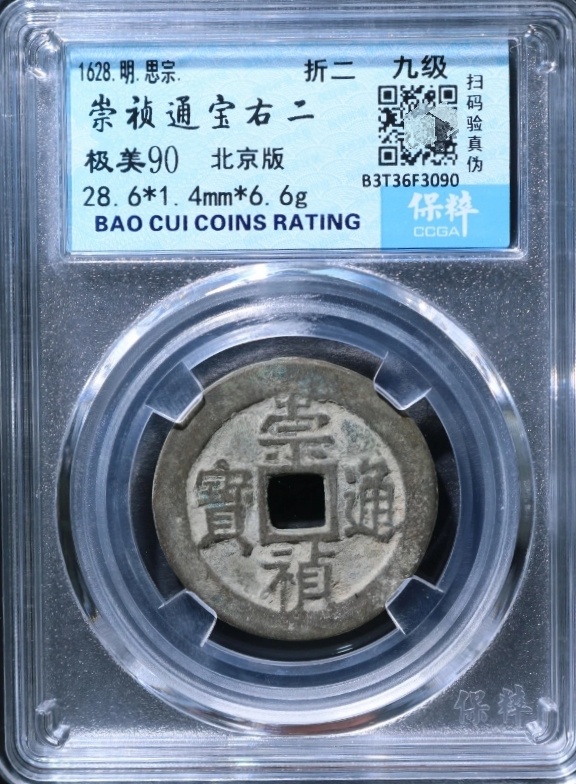 1628.明.思宗.
折二 九级
崇祯通宝右二
极美90 北京版
28.6*1.4mm*6.6g
BAO CUI COINS RATING
扫码验真伪
B3T36F3090
保粹
CCGA
崇
寶 通
禎
保粹